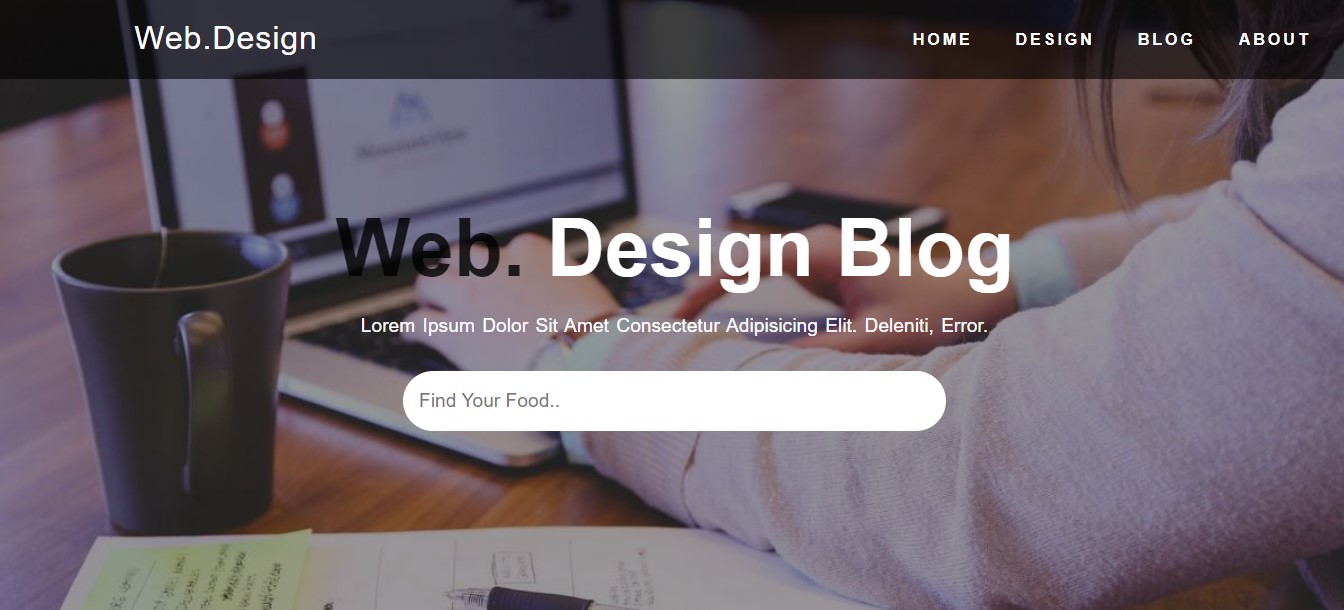 Web.Design
HOME DESIGN BLOG ABOUT
Web. Design Blog
Lorem Ipsum Dolor Sit Amet Consectetur Adipisicing Elit. Deleniti, Error.
Find Your Food..